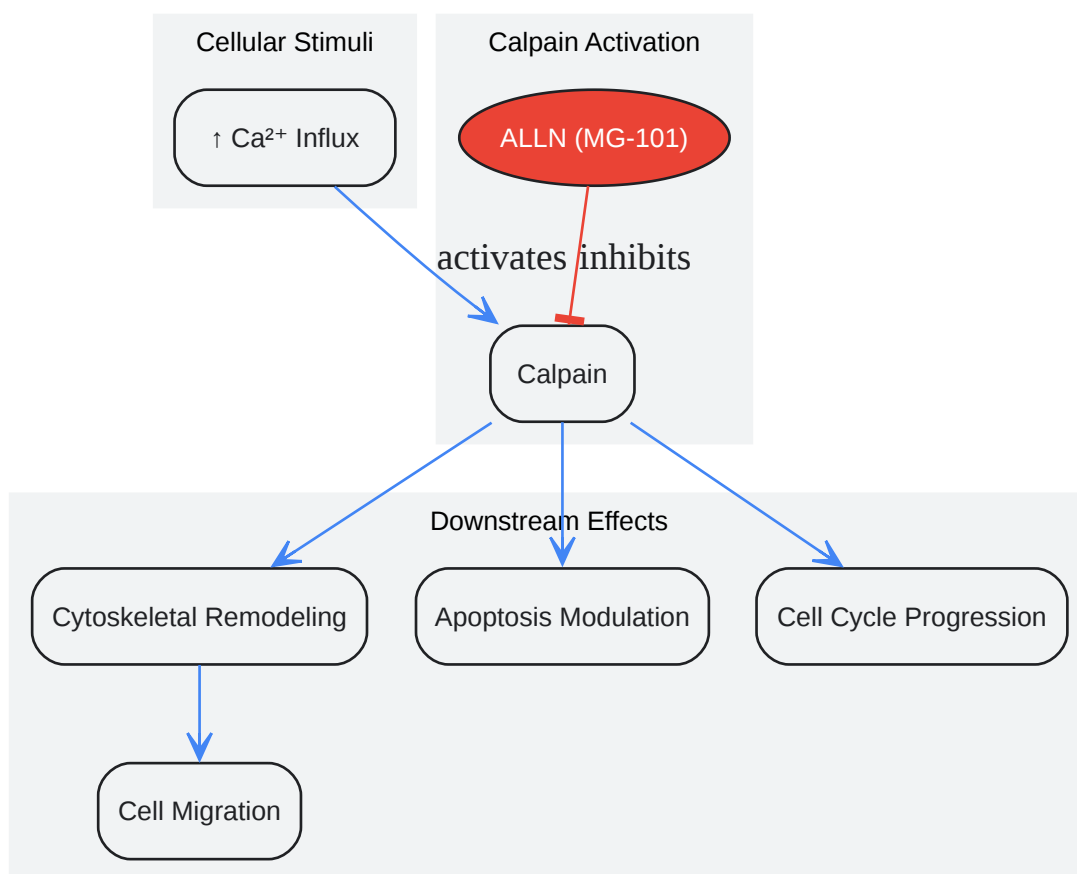 Cellular Stimuli
Calpain Activation
↑ Ca²⁺ Influx
ALLN (MG-101)
activates
inhibits
Calpain
Downstream Effects
Cytoskeletal Remodeling
Apoptosis Modulation
Cell Cycle Progression
Cell Migration